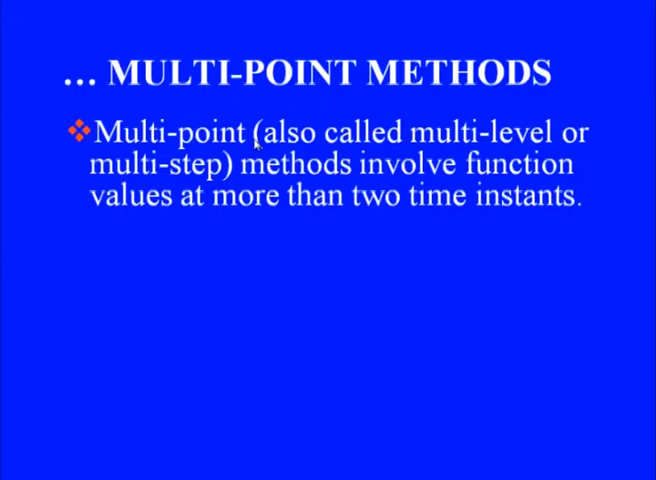 … MULTI-POINT METHODS
Multi-point (also called multi-level or
multi-step) methods involve function
values at more than two time instants.